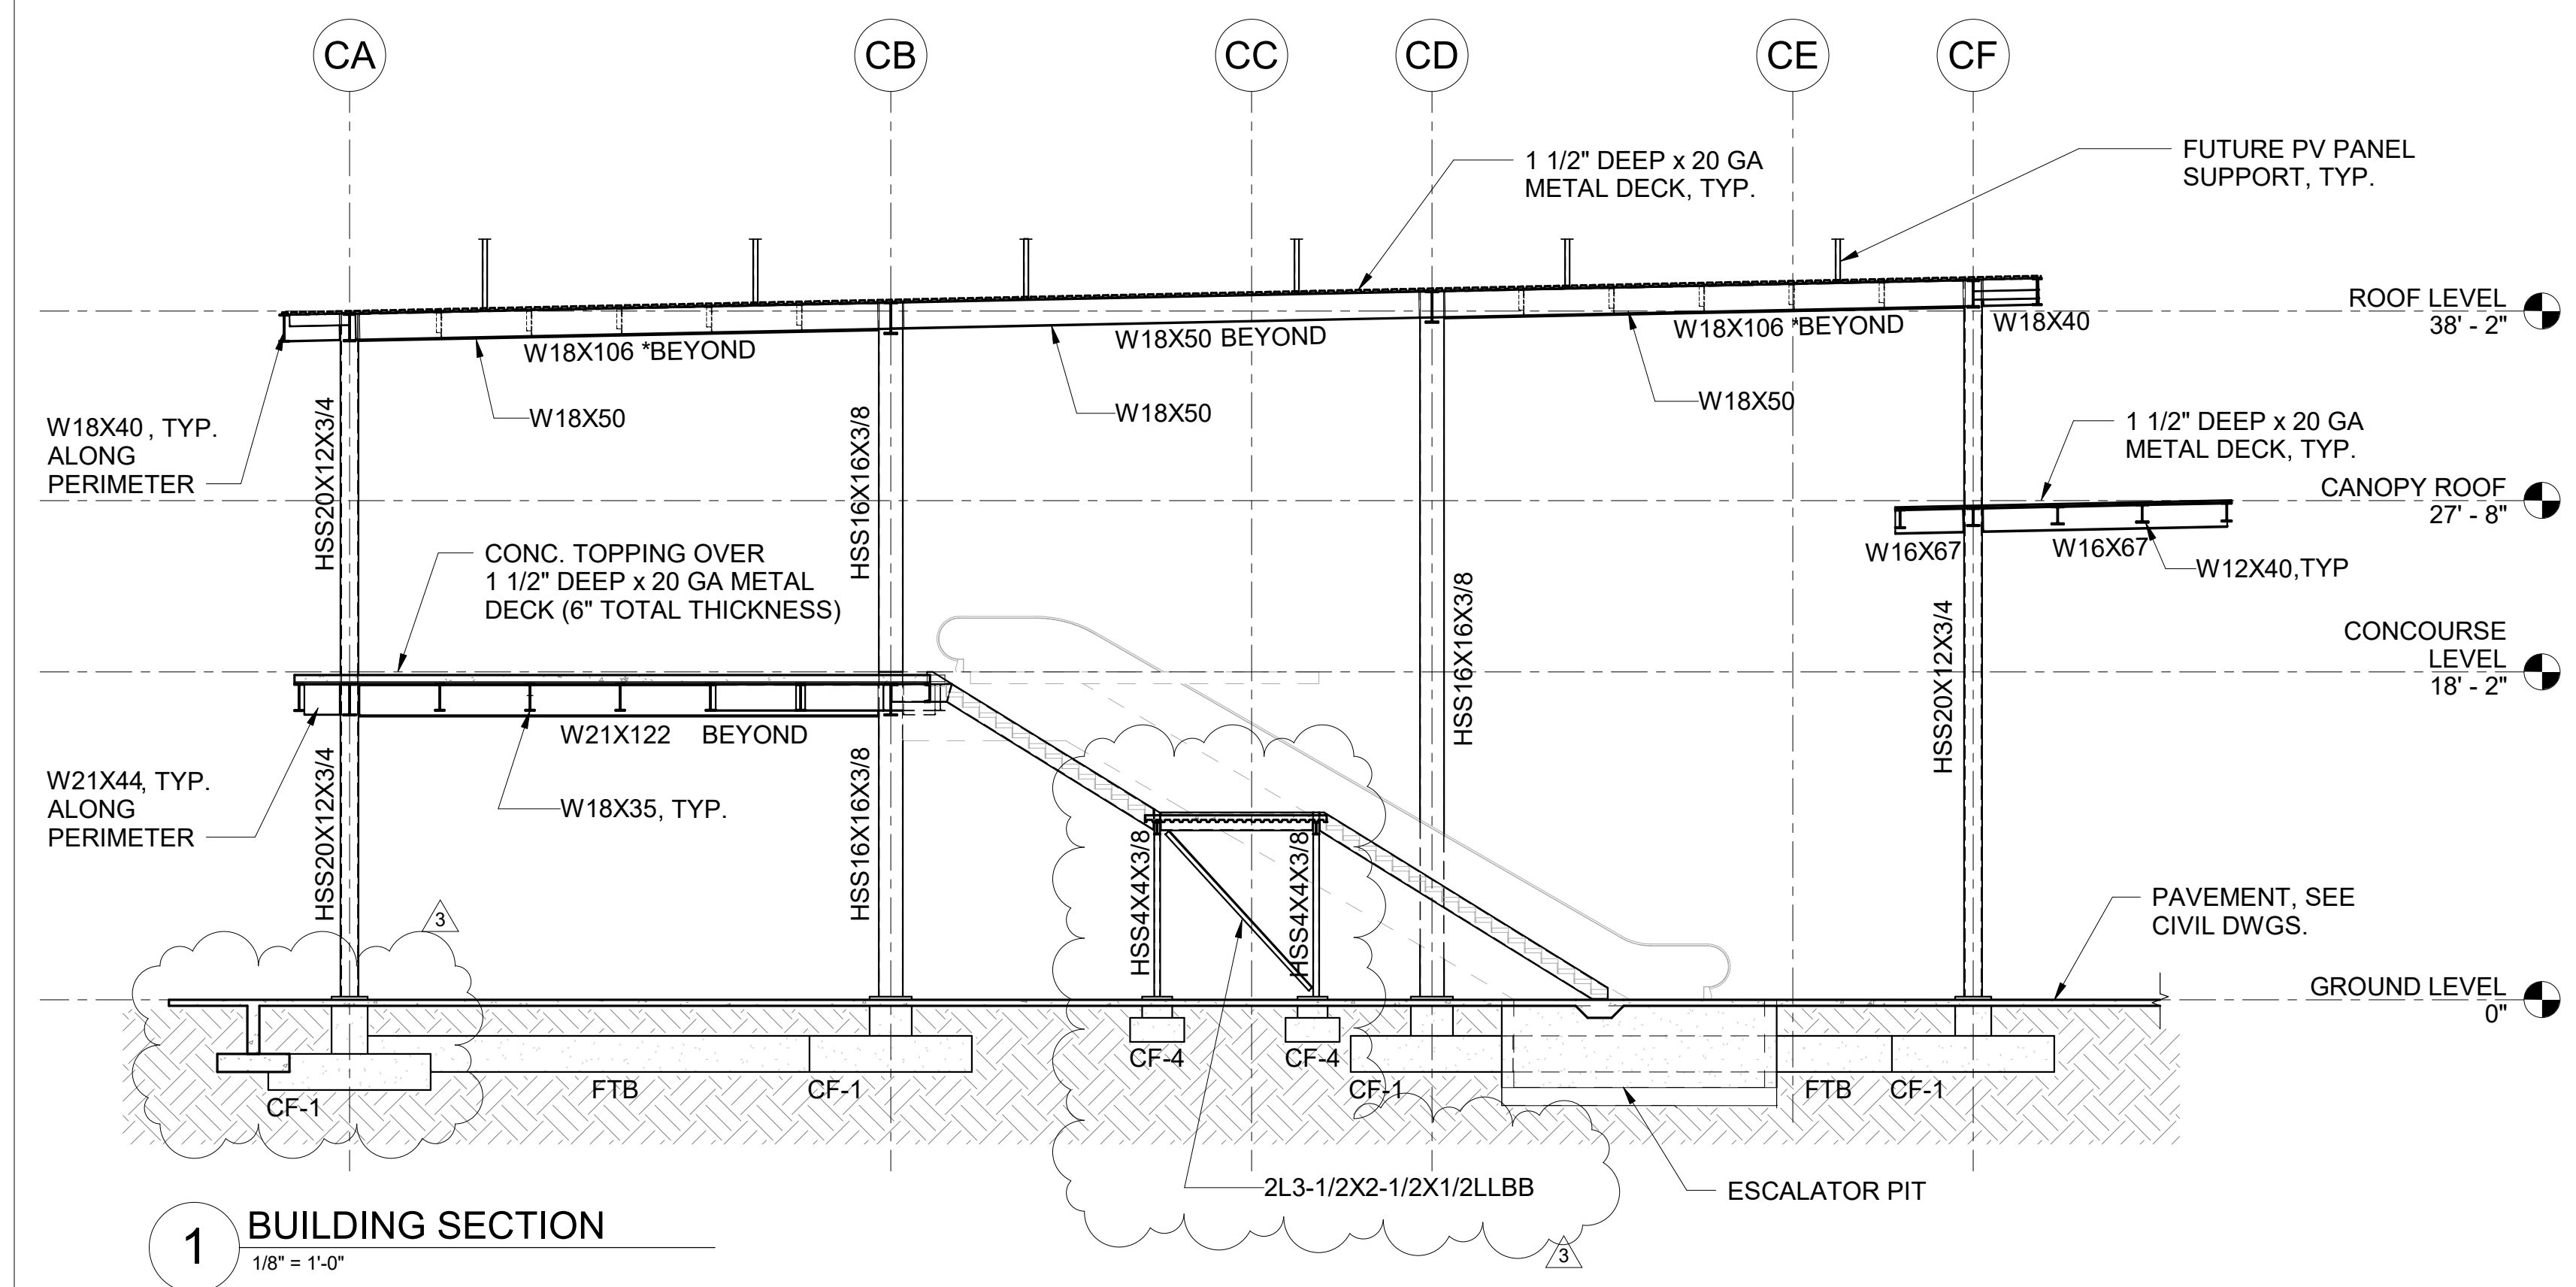 CA
CB
CC
CD
CE
CF
1 1/2" DEEP x 20 GA
METAL DECK, TYP.
FUTURE PV PANEL
SUPPORT, TYP.
ROOF LEVEL
38' - 2"
W18X106 *BEYOND
W18X50 BEYOND
W18X106 *BEYOND
W18X40
W18X50
W18X50
W18X50
W18X40, TYP.
ALONG
PERIMETER
HSS20X12X3/4
HSS16X16X3/8
1 1/2" DEEP x 20 GA
METAL DECK, TYP.
CANOPY ROOF
27' - 8"
W16X67
W16X67
W12X40,TYP
CONC. TOPPING OVER
1 1/2" DEEP x 20 GA METAL
DECK (6" TOTAL THICKNESS)
HSS16X16X3/8
HSS20X12X3/4
CONCOURSE
LEVEL
18' - 2"
W21X122 BEYOND
W18X35, TYP.
W21X44, TYP.
ALONG
PERIMETER
HSS20X12X3/4
HSS16X16X3/8
HSS4X4X3/8
HSS4X4X3/8
PAVEMENT, SEE
CIVIL DWGS.
3
GROUND LEVEL
0"
CF-1
FTB
CF-1
CF-4
CF-4
CF-1
FTB
CF-1
2L3-1/2X2-1/2X1/2LLBB
ESCALATOR PIT
3
1
BUILDING SECTION
1/8" = 1'-0"